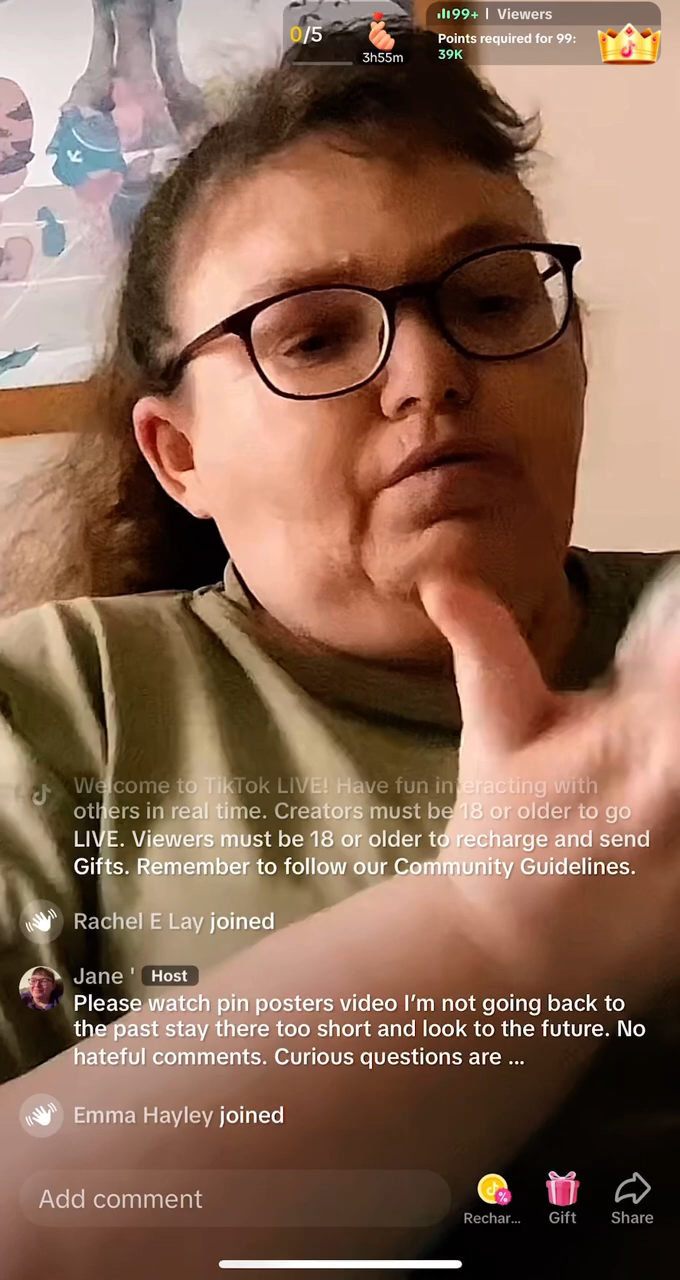 0/5
3h55m
99+ | Viewers
Points required for 99:
39K
Welcome to TikTok LIVE! Have fun interacting with
others in real time. Creators must be 18 or older to go
LIVE. Viewers must be 18 or older to recharge and send
Gifts. Remember to follow our Community Guidelines.
Rachel E Lay joined
Jane ' Host
Please watch pin posters video I’m not going back to
the past stay there too short and look to the future. No
hateful comments. Curious questions are ...
Emma Hayley joined
Add comment
Rechar...
Gift
Share